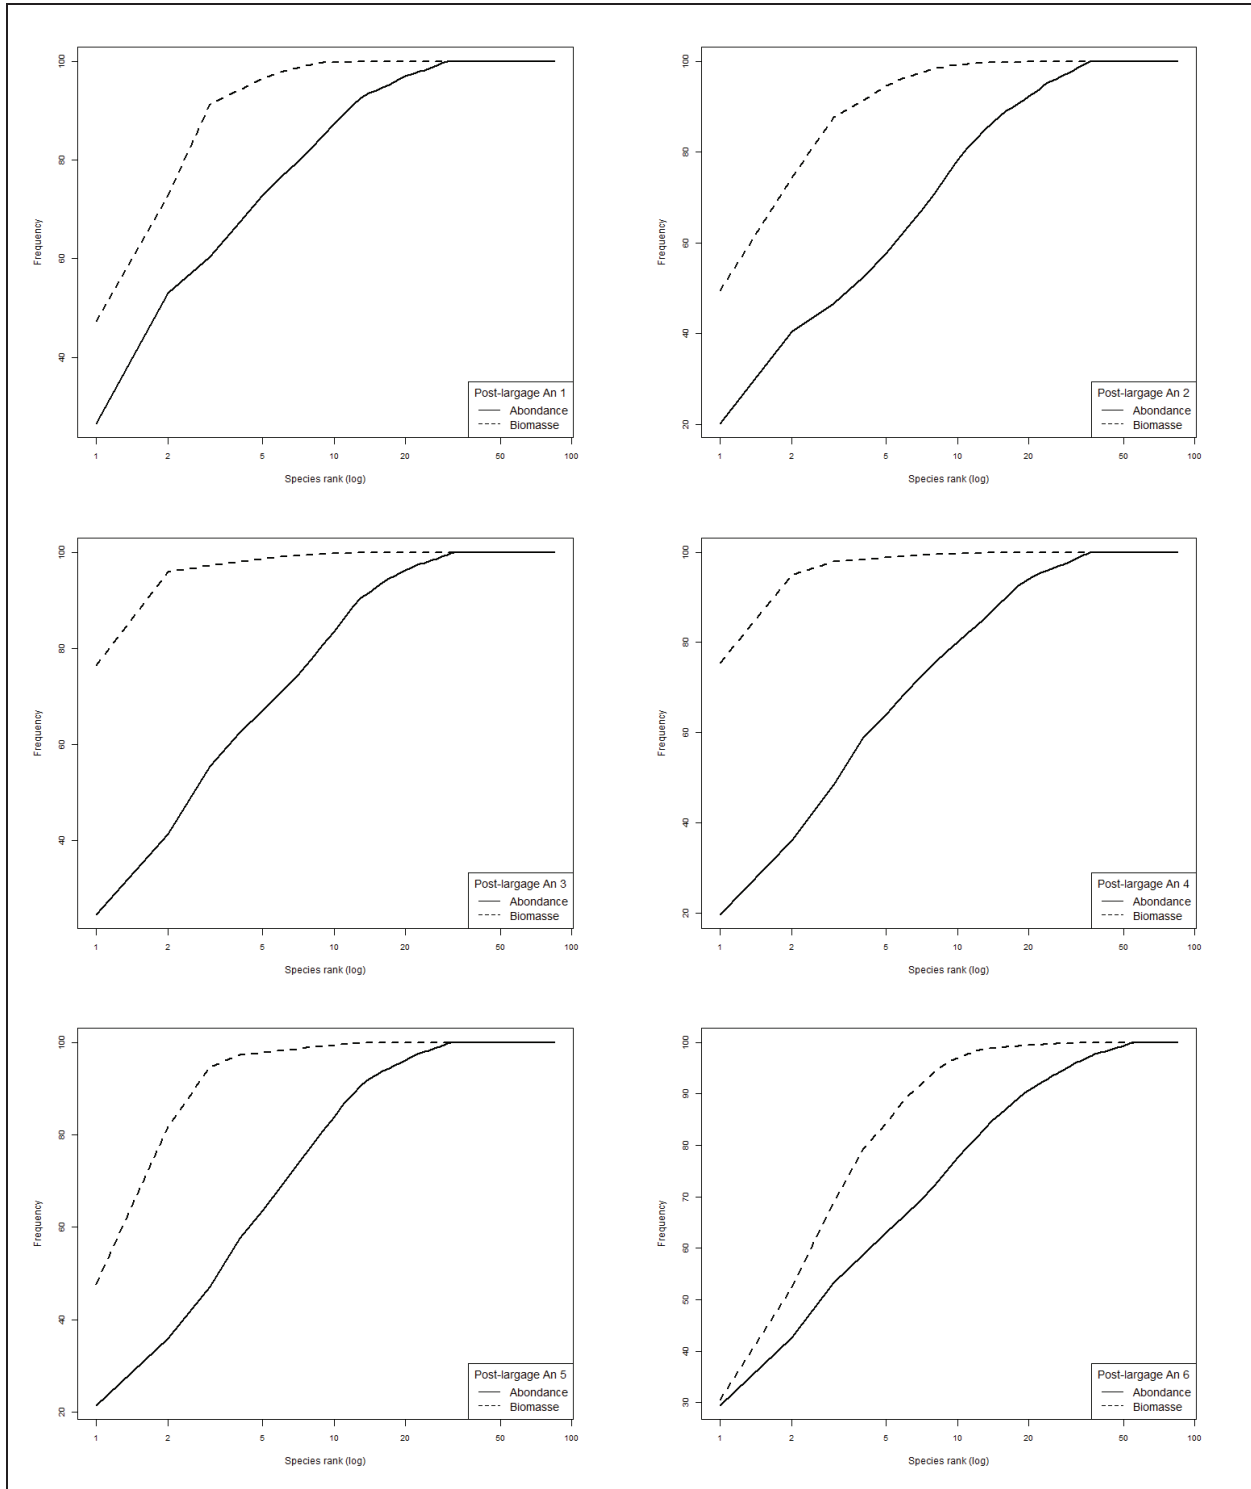 100
80
60
40
Frequency
Post-largage An 1
Abondance
Biomasse
1 2 5 10 20 50 100
Species rank (log)
100
80
60
40
20
Frequency
Post-largage An 2
Abondance
Biomasse
1 2 5 10 20 50 100
Species rank (log)
100
80
60
40
Frequency
Post-largage An 3
Abondance
Biomasse
1 2 5 10 20 50 100
Species rank (log)
100
80
60
40
20
Frequency
Post-largage An 4
Abondance
Biomasse
1 2 5 10 20 50 100
Species rank (log)
100
80
60
40
20
Frequency
Post-largage An 5
Abondance
Biomasse
1 2 5 10 20 50 100
Species rank (log)
100
90
80
70
60
50
40
30
Frequency
Post-largage An 6
Abondance
Biomasse
1 2 5 10 20 50 100
Species rank (log)